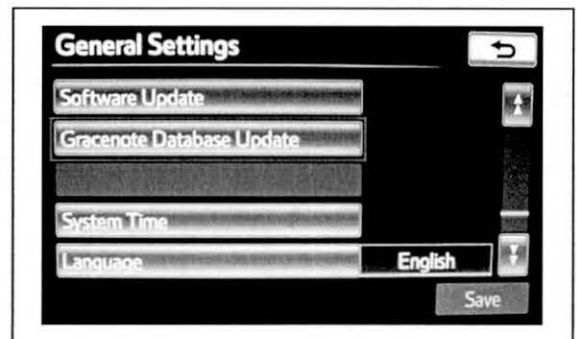 General Settings
Software Update
Gracenote Database Update
System Time
Language English
Save